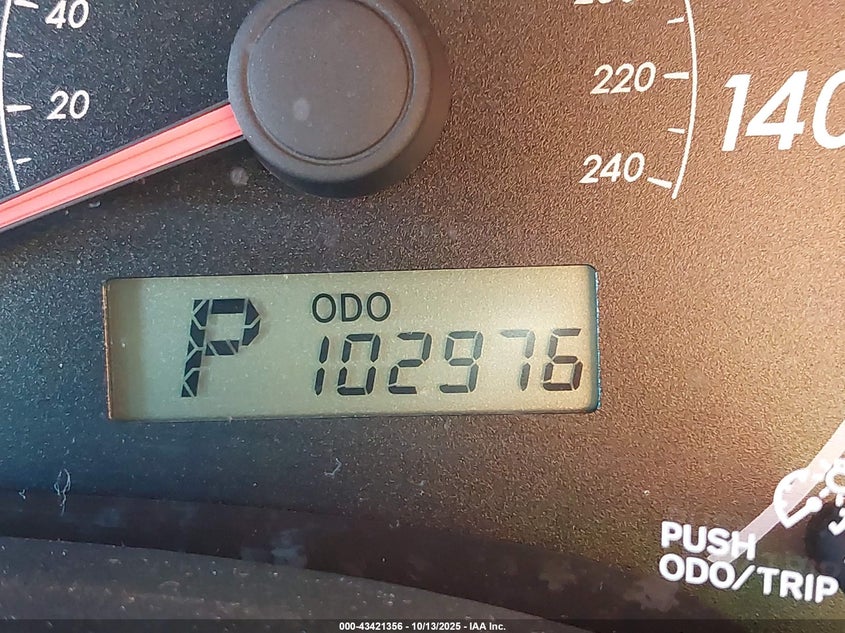 40
20
220
240
140
P
ODO
102976
PUSH
ODO/TRIP
000-43421356 - 10/13/2025 - IAA Inc.